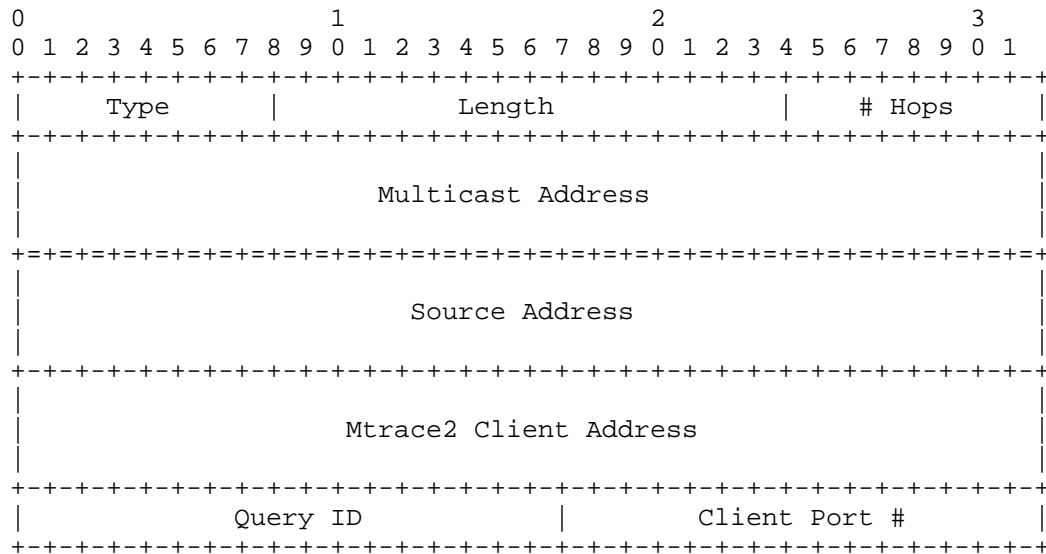 0                   1                   2                   3
0 1 2 3 4 5 6 7 8 9 0 1 2 3 4 5 6 7 8 9 0 1 2 3 4 5 6 7 8 9 0 1
+-+-+-+-+-+-+-+-+-+-+-+-+-+-+-+-+-+-+-+-+-+-+-+-+-+-+-+-+-+-+-+-+
|     Type      |           Length              |    # Hops     |
+-+-+-+-+-+-+-+-+-+-+-+-+-+-+-+-+-+-+-+-+-+-+-+-+-+-+-+-+-+-+-+-+
|                                                               |
|                      Multicast Address                        |
|                                                               |
+=+=+=+=+=+=+=+=+=+=+=+=+=+=+=+=+=+=+=+=+=+=+=+=+=+=+=+=+=+=+=+=+
|                                                               |
|                        Source Address                         |
|                                                               |
+-+-+-+-+-+-+-+-+-+-+-+-+-+-+-+-+-+-+-+-+-+-+-+-+-+-+-+-+-+-+-+-+
|                                                               |
|                    Mtrace2 Client Address                     |
|                                                               |
+-+-+-+-+-+-+-+-+-+-+-+-+-+-+-+-+-+-+-+-+-+-+-+-+-+-+-+-+-+-+-+-+
|             Query ID            |       Client Port #         |
+-+-+-+-+-+-+-+-+-+-+-+-+-+-+-+-+-+-+-+-+-+-+-+-+-+-+-+-+-+-+-+-+